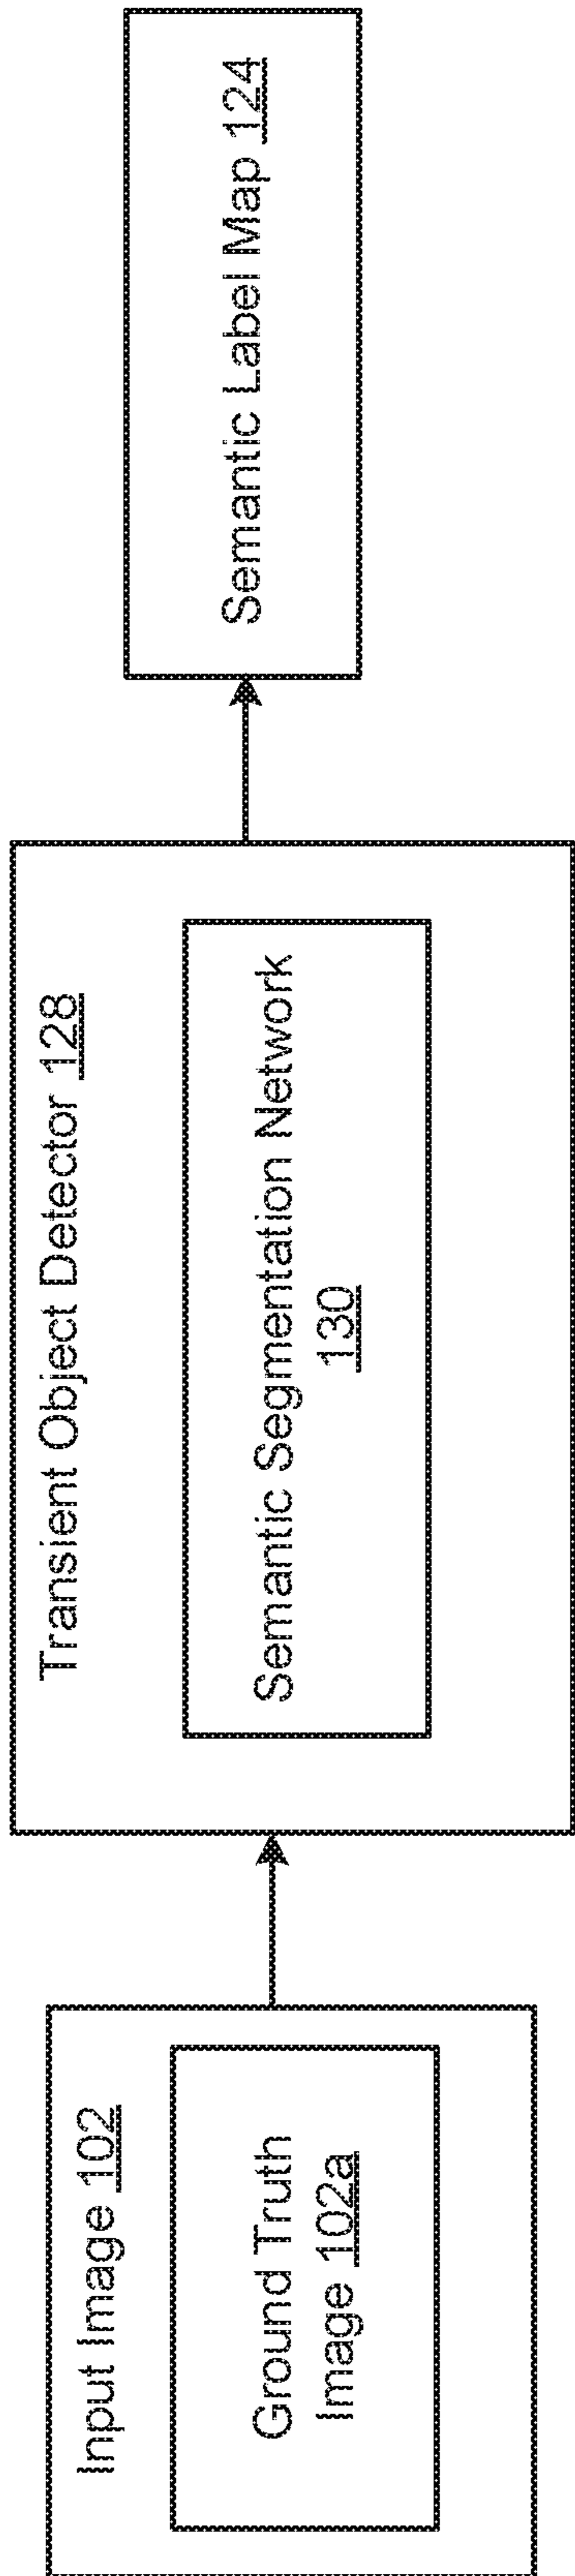 Input Image 102
Ground Truth
Image 102a
Transient Object Detector 128
Semantic Segmentation Network
130
Semantic Label Map 124